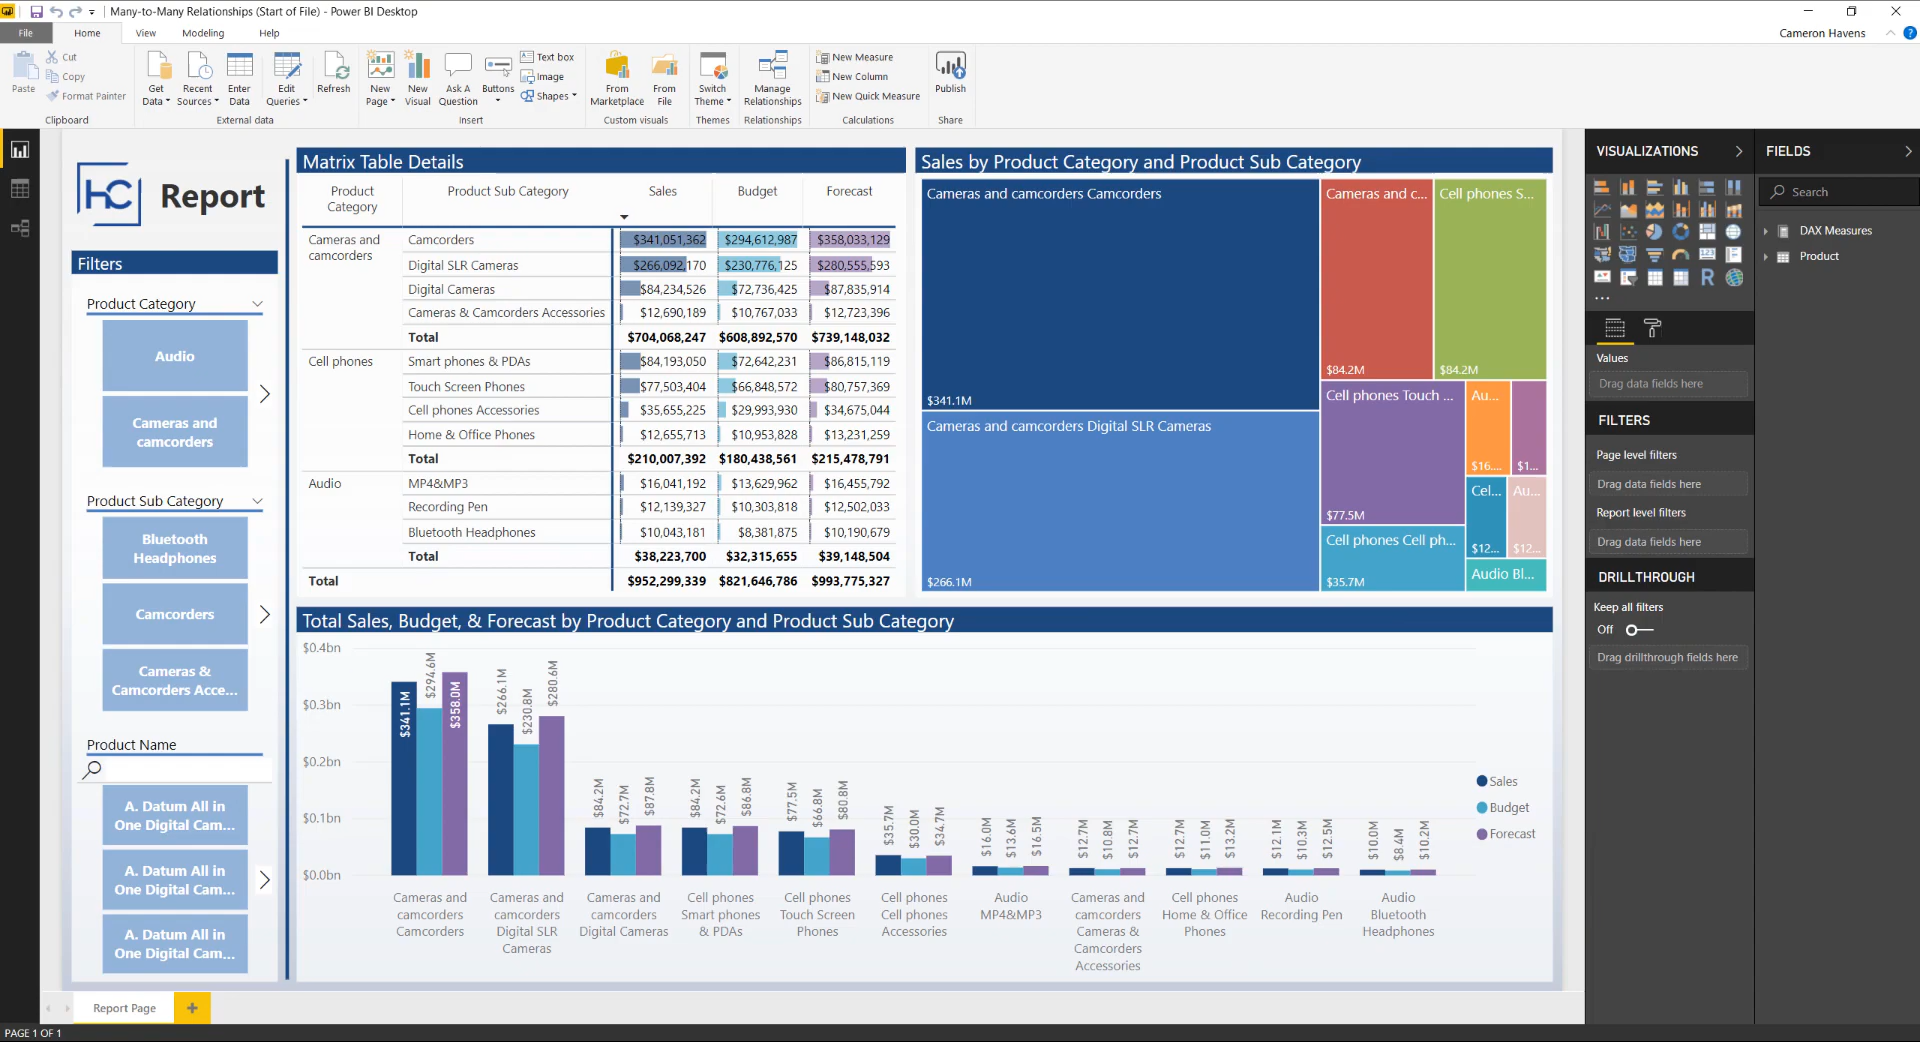 Many-to-Many Relationships (Start of File) - Power BI Desktop
File Home View Modeling Help
Cameron Havens
Paste
Cut
Copy
Format Painter
Clipboard
Get Data
Recent Sources
Enter Data
Edit Queries
Refresh
External data
New Page
New Visual
Ask A Question
Buttons
Text box
Image
Shapes
Insert
From Marketplace
From File
Custom visuals
Switch Theme
Themes
Manage Relationships
Relationships
New Measure
New Column
New Quick Measure
Calculations
Publish
Share
HC Report
Filters
Product Category
Audio
Cameras and
camcorders
Product Sub Category
Bluetooth
Headphones
Camcorders
Cameras &
Camcorders Acce...
Product Name
A. Datum All in
One Digital Cam...
A. Datum All in
One Digital Cam...
A. Datum All in
One Digital Cam...
Matrix Table Details
Product Category Product Sub Category Sales Budget Forecast
Cameras and camcorders Camcorders $341,051,362 $294,612,987 $358,033,129
Digital SLR Cameras $266,092,170 $230,776,125 $280,555,593
Digital Cameras $84,234,526 $72,736,425 $87,835,914
Cameras & Camcorders Accessories $12,690,189 $10,767,033 $12,723,396
Total $704,068,247 $608,892,570 $739,148,032
Cell phones Smart phones & PDAs $84,193,050 $72,642,231 $86,815,119
Touch Screen Phones $77,503,404 $66,848,572 $80,757,369
Cell phones Accessories $35,655,225 $29,993,930 $34,675,044
Home & Office Phones $12,655,713 $10,953,828 $13,231,259
Total $210,007,392 $180,438,561 $215,478,791
Audio MP4&MP3 $16,041,192 $13,629,962 $16,455,792
Recording Pen $12,139,327 $10,303,818 $12,502,033
Bluetooth Headphones $10,043,181 $8,381,875 $10,190,679
Total $38,223,700 $32,315,655 $39,148,504
Total $952,299,339 $821,646,786 $993,775,327
Sales by Product Category and Product Sub Category
Cameras and camcorders Camcorders
$341.1M
Cameras and camcorders Digital SLR Cameras
$266.1M
Cameras and c...
$84.2M
Cell phones S...
$84.2M
Cell phones Touch ...
$77.5M
Cell phones Cell ph...
$35.7M
Au...
$16....
$1...
Cel...
$12...
Au...
$12...
Audio Bl...
Total Sales, Budget, & Forecast by Product Category and Product Sub Category
$0.4bn
$0.3bn
$0.2bn
$0.1bn
$0.0bn
$341.1M $294.6M $358.0M
$266.1M $230.8M $280.6M
$84.2M $72.7M $87.8M
$84.2M $72.6M $86.8M
$77.5M $66.8M $80.8M
$35.7M $30.0M $34.7M
$16.0M $13.6M $16.5M
$12.7M $10.8M $12.7M
$12.7M $11.0M $13.2M
$12.1M $10.3M $12.5M
$10.0M $8.4M $10.2M
Cameras and camcorders Camcorders
Cameras and camcorders Digital SLR Cameras
Cameras and camcorders Digital Cameras
Cell phones Smart phones & PDAs
Cell phones Touch Screen Phones
Cell phones Cell phones Accessories
Audio MP4&MP3
Cameras and camcorders Cameras & Camcorders Accessories
Cell phones Home & Office Phones
Audio Recording Pen
Audio Bluetooth Headphones
Sales
Budget
Forecast
VISUALIZATIONS
R
...
Values
Drag data fields here
FILTERS
Page level filters
Drag data fields here
Report level filters
Drag data fields here
DRILLTHROUGH
Keep all filters
Off
Drag drillthrough fields here
FIELDS
Search
DAX Measures
Product
Report Page
PAGE 1 OF 1